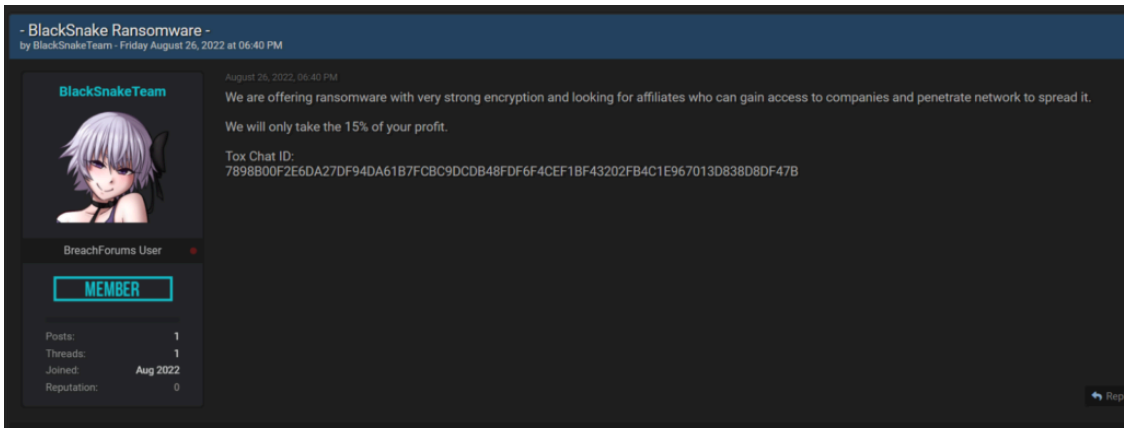 - BlackSnake Ransomware -
by BlackSnakeTeam - Friday August 26, 2022 at 06:40 PM
BlackSnakeTeam
August 26, 2022, 06:40 PM
We are offering ransomware with very strong encryption and looking for affiliates who can gain access to companies and penetrate network to spread it.
We will only take the 15% of your profit.
Tox Chat ID:
7898B00F2E6DA27DF94DA61B7FCBC9DCDB48FDF6F4CEF1BF43202FB4C1E967013D838D8DF47B
BreachForums User
MEMBER
Posts: 1
Threads: 1
Joined: Aug 2022
Reputation: 0
Rep